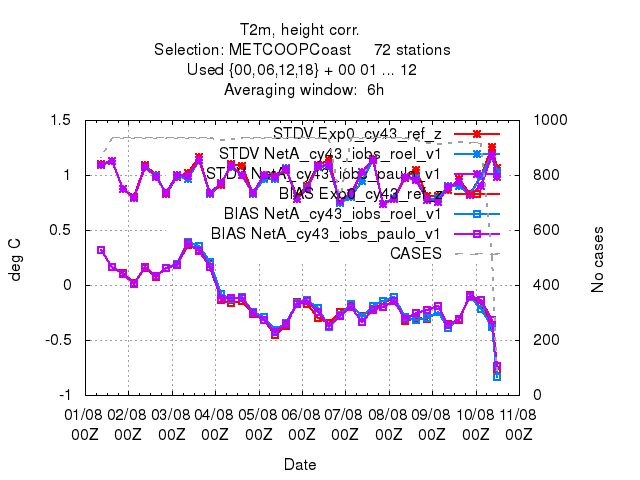 T2m, height corr.
Selection: METCOOPCoast 72 stations
Used {00,06,12,18} + 00 01 ... 12
Averaging window: 6h
STDV Exp0_cy43_ref_z
STDV NetA_cy43_iobs_roel_v1
STDV NetA_cy43_iobs_paulo_v1
BIAS Exp0_cy43_ref_z
BIAS NetA_cy43_iobs_roel_v1
BIAS NetA_cy43_iobs_paulo_v1
CASES
deg C
1.5
1
0.5
0
-0.5
-1
No cases
1000
800
600
400
200
0
01/08 02/08 03/08 04/08 05/08 06/08 07/08 08/08 09/08 10/08 11/08
00Z 00Z 00Z 00Z 00Z 00Z 00Z 00Z 00Z 00Z 00Z
Date